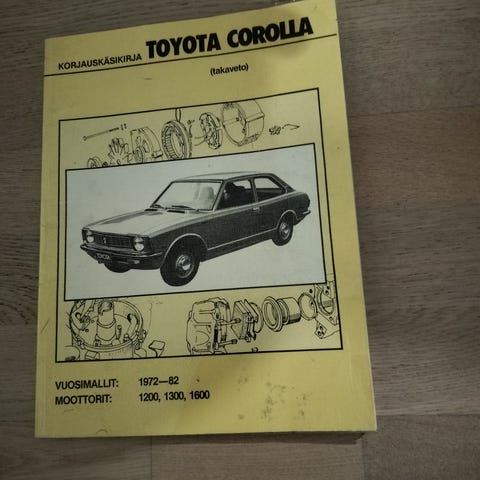 KORJAUSKÄSIKIRJA TOYOTA COROLLA
(takaveto)
VUOSIMALLIT: 1972—82
MOOTTORIT: 1200, 1300, 1600